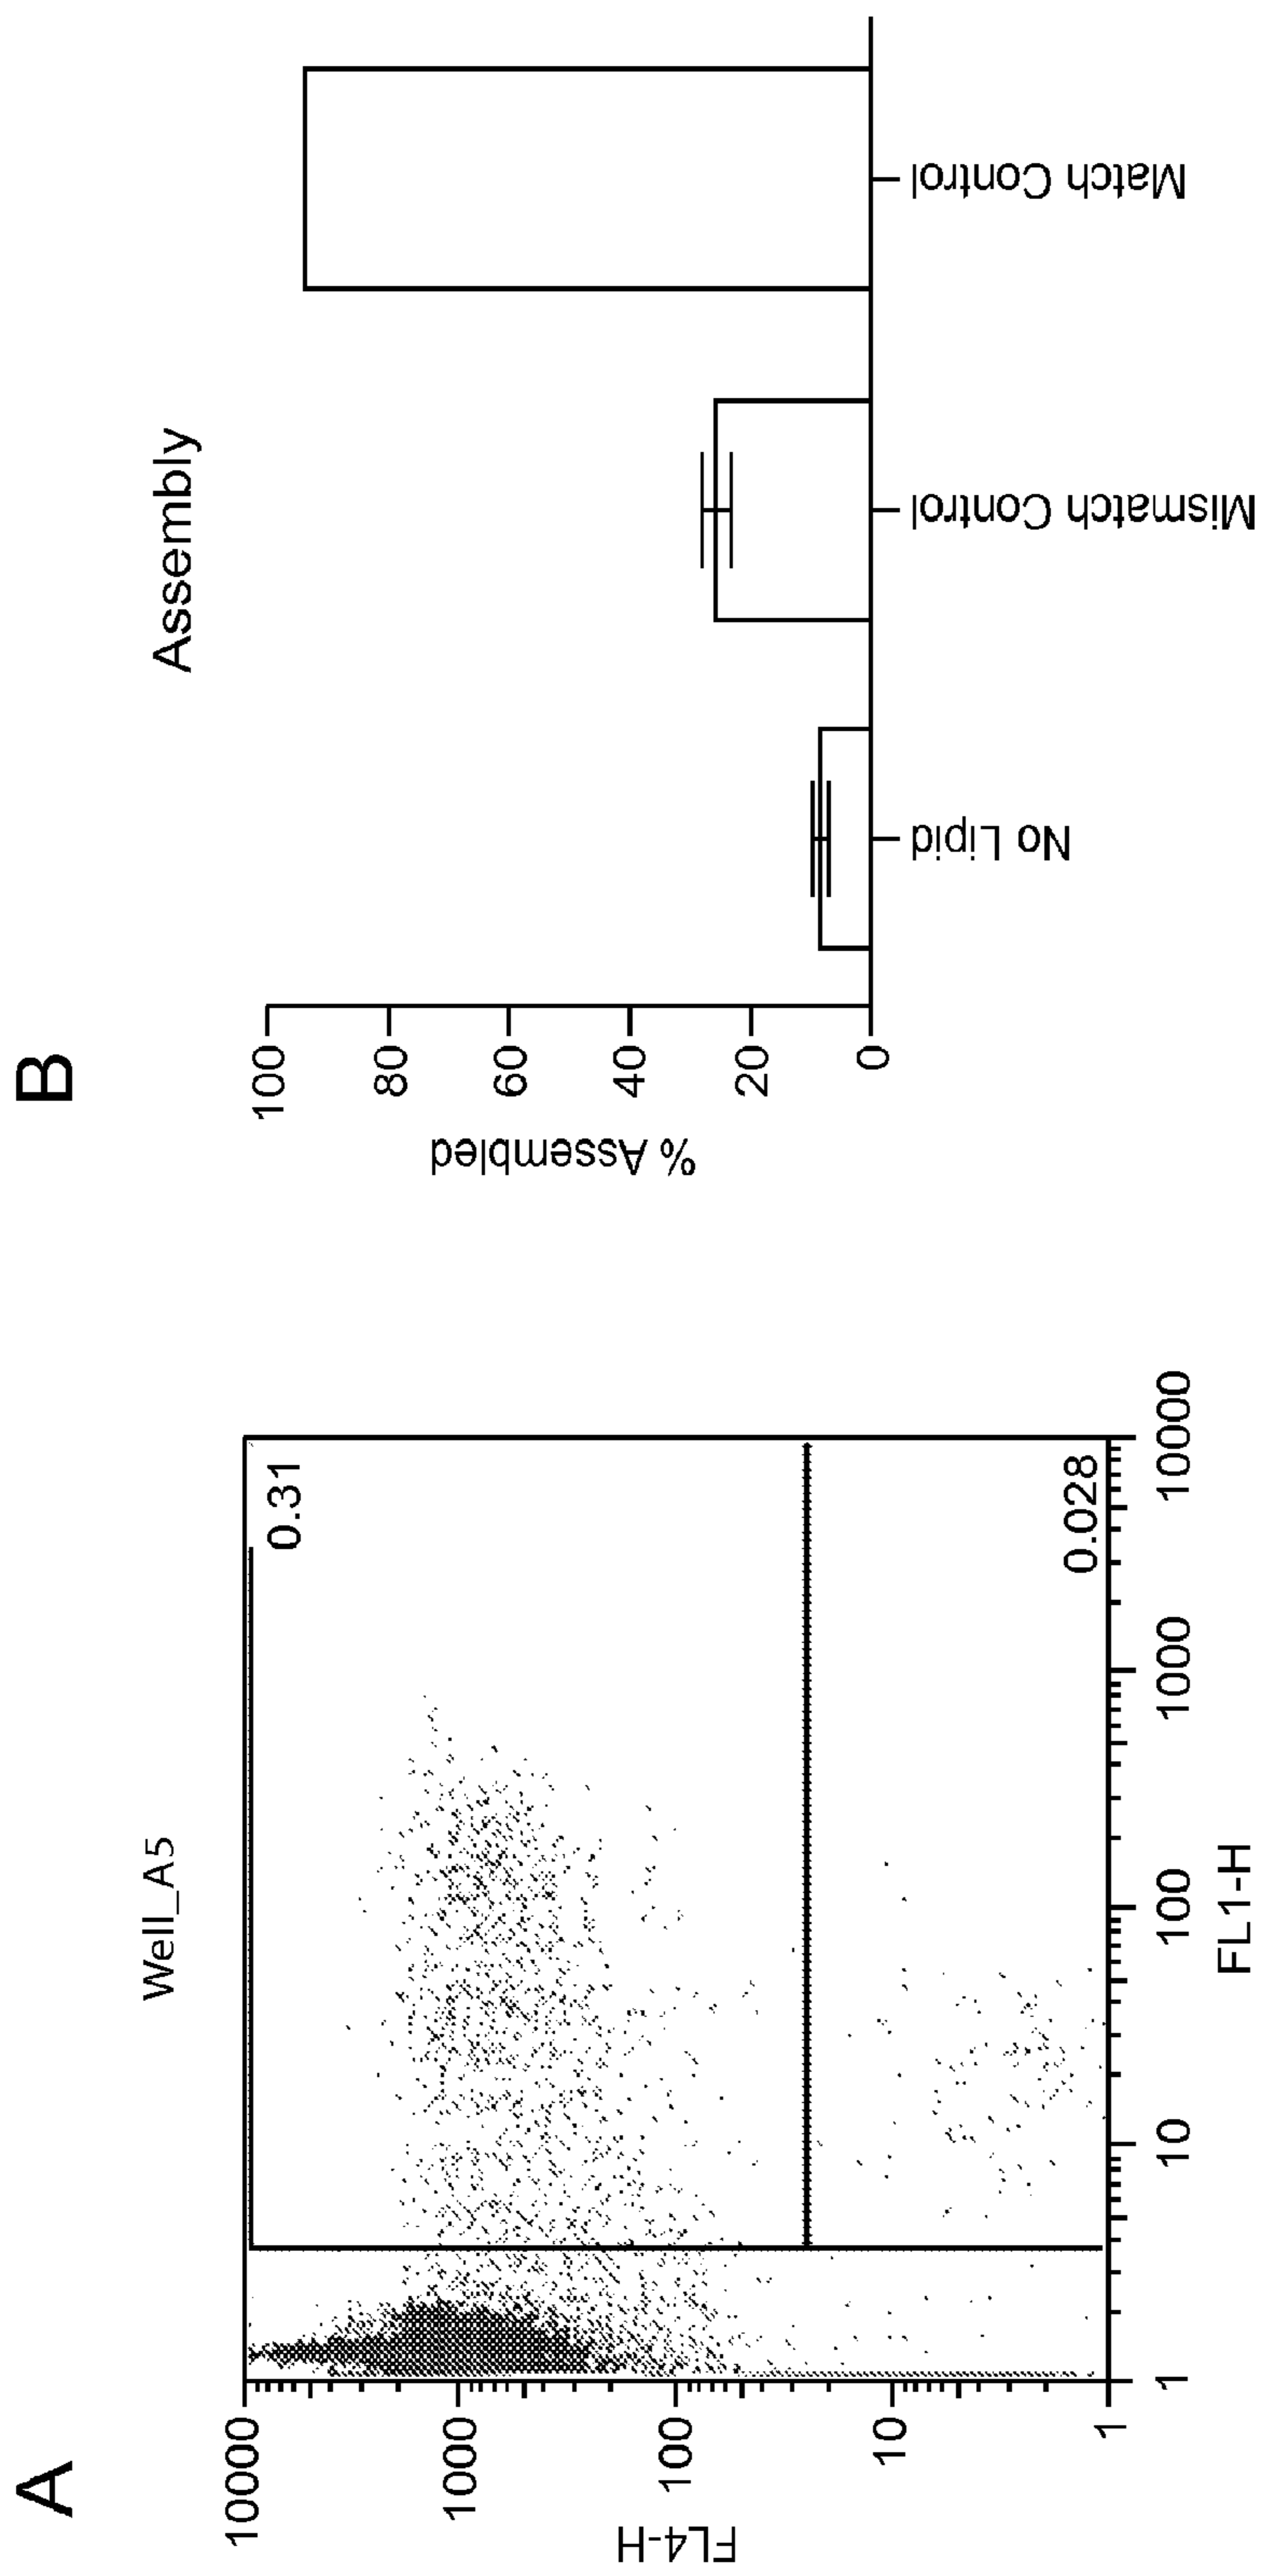 A
Well_A5
10000
1000
100
10
1
FL4-H
0.31
0.028
1
10
100
1000
10000
FL1-H
B
Assembly
100
80
60
40
20
0
% Assembled
No Lipid
Mismatch Control
Match Control